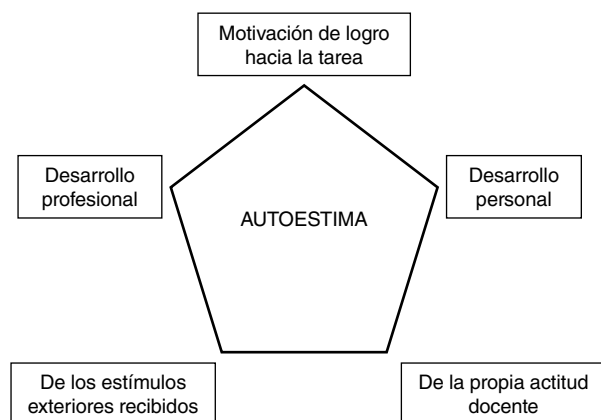 Motivación de logro
hacia la tarea
Desarrollo
profesional
Desarrollo
personal
AUTOESTIMA
De los estímulos
exteriores recibidos
De la propia actitud
docente